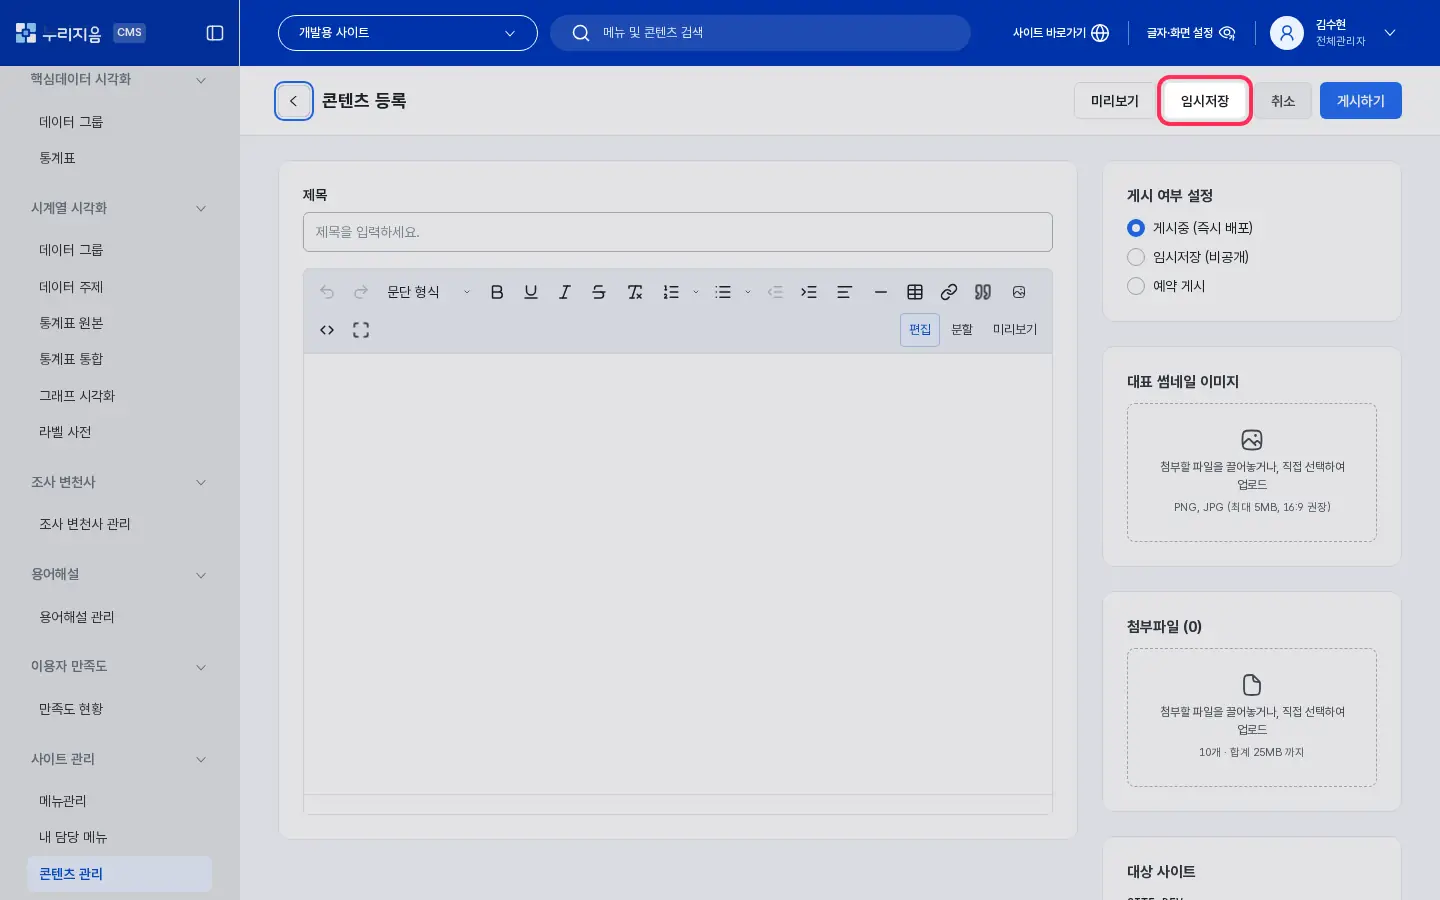 누리지음 CMS
개발용 사이트
메뉴 및 콘텐츠 검색
사이트 바로가기
글자·화면 설정
김수현
전체관리자
핵심데이터 시각화
데이터 그룹
통계표
시계열 시각화
데이터 그룹
데이터 주제
통계표 원본
통계표 통합
그래프 시각화
라벨 사전
조사 변천사
조사 변천사 관리
용어해설
용어해설 관리
이용자 만족도
만족도 현황
사이트 관리
메뉴관리
내 담당 메뉴
콘텐츠 관리
콘텐츠 등록
미리보기
임시저장
취소
게시하기
제목
제목을 입력하세요.
문단 형식
편집
분할
미리보기
게시 여부 설정
게시중 (즉시 배포)
임시저장 (비공개)
예약 게시
대표 썸네일 이미지
첨부할 파일을 끌어놓거나, 직접 선택하여
업로드
PNG, JPG (최대 5MB, 16:9 권장)
첨부파일 (0)
첨부할 파일을 끌어놓거나, 직접 선택하여
업로드
10개 · 합계 25MB 까지
대상 사이트